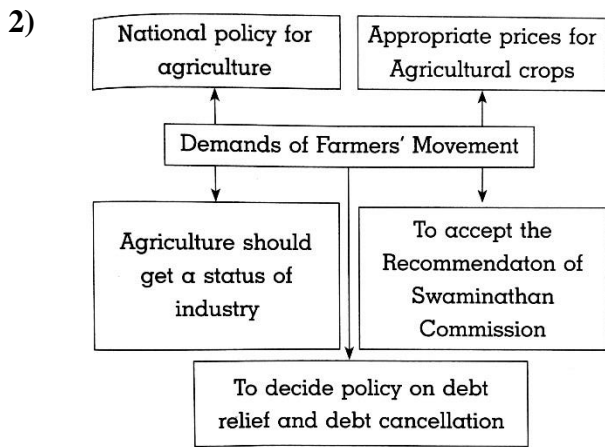 2)
National policy for
agriculture
Appropriate prices for
Agricultural crops
Demands of Farmers' Movement
Agriculture should
get a status of
industry
To accept the
Recommendaton of
Swaminathan
Commission
To decide policy on debt
relief and debt cancellation